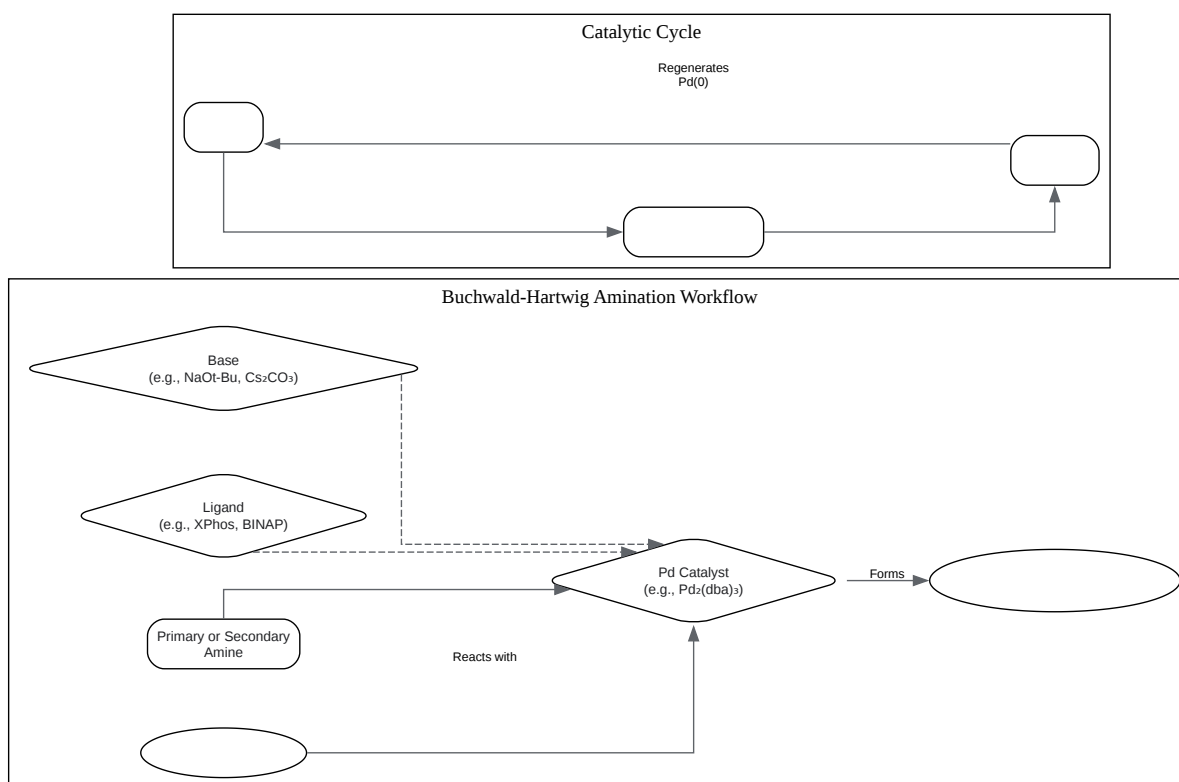 Catalytic Cycle
Regenerates
Pd(0)
Buchwald-Hartwig Amination Workflow
Base
(e.g., NaOt-Bu, Cs₂CO₃)
Ligand
(e.g., XPhos, BINAP)
Pd Catalyst
(e.g., Pd₂(dba)₃)
Forms
Primary or Secondary
Amine
Reacts with